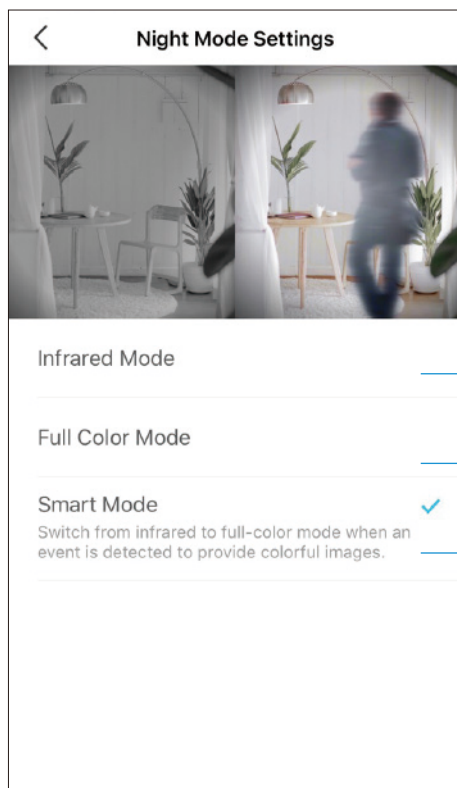 Night Mode Settings
Infrared Mode
Full Color Mode
Smart Mode
Switch from infrared to full-color mode when an
event is detected to provide colorful images.